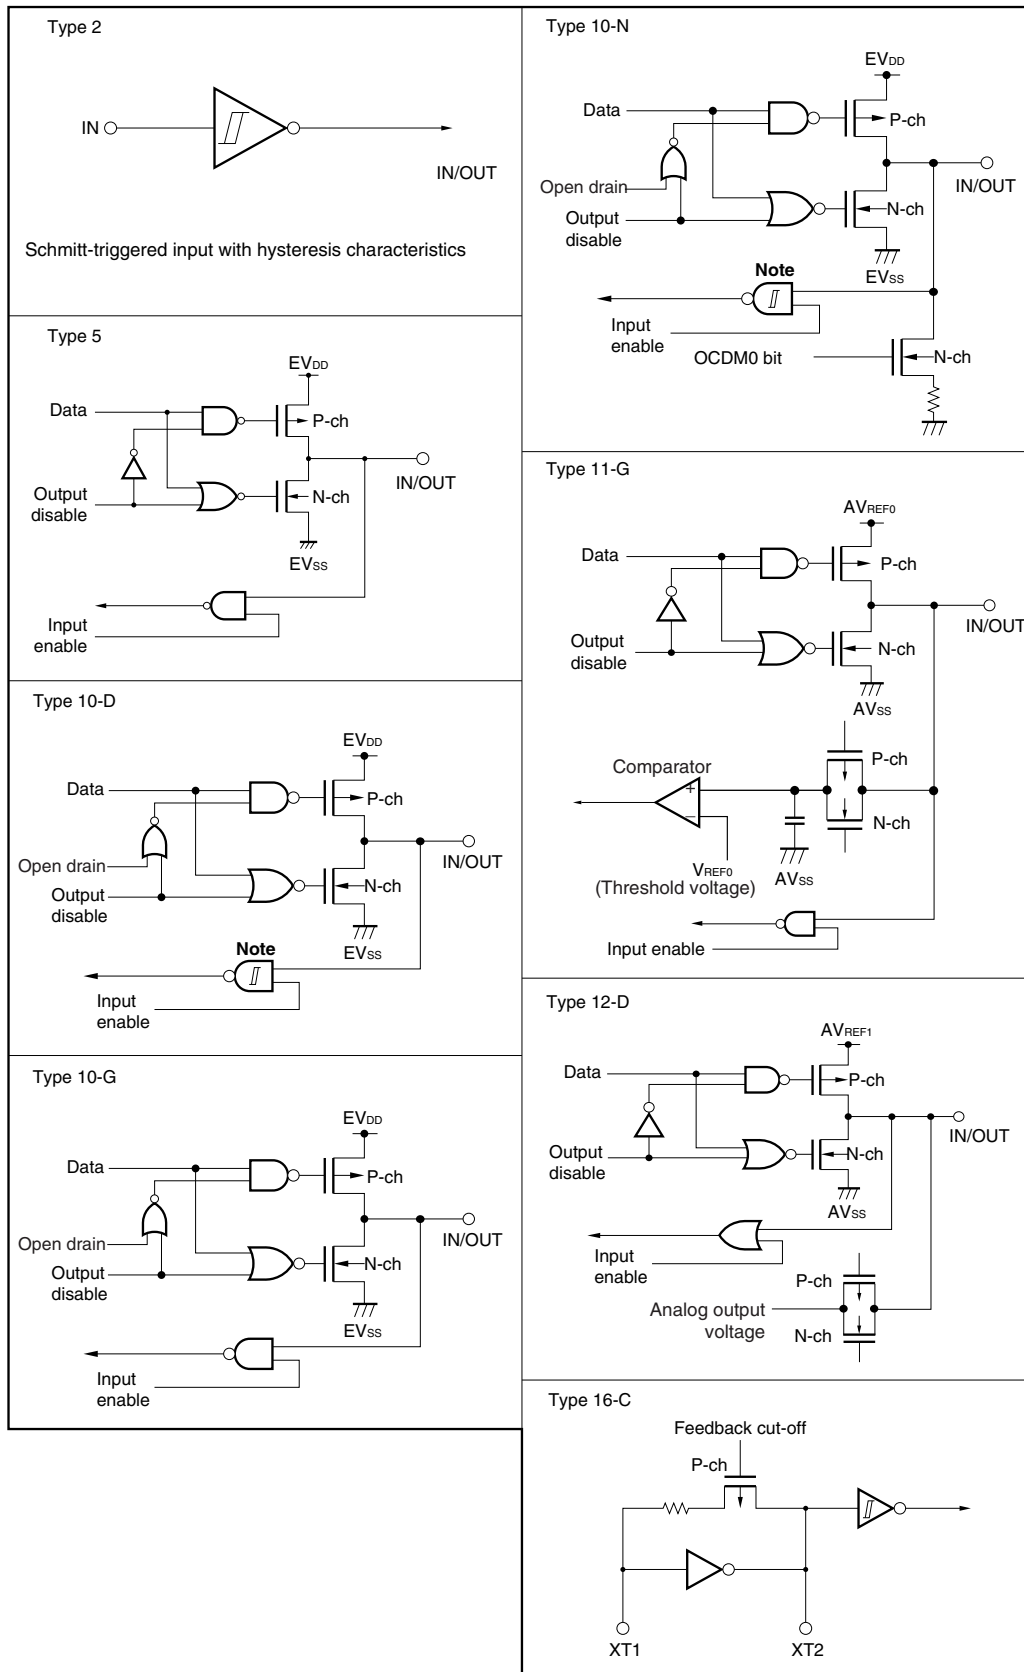 Type 2
IN
IN/OUT
Schmitt-triggered input with hysteresis characteristics
Type 5
EVDD
Data
P-ch
IN/OUT
Output
disable
N-ch
EVSS
Input
enable
Type 10-D
EVDD
Data
P-ch
IN/OUT
Open drain
Output
disable
N-ch
EVSS
Note
Input
enable
Type 10-G
EVDD
Data
P-ch
IN/OUT
Open drain
Output
disable
N-ch
EVSS
Input
enable
Type 10-N
EVDD
Data
P-ch
IN/OUT
Open drain
Output
disable
N-ch
EVSS
Note
Input
enable
OCDM0 bit
N-ch
Type 11-G
AVREF0
Data
P-ch
IN/OUT
Output
disable
N-ch
AVSS
P-ch
Comparator
+
−
N-ch
VREF0
(Threshold voltage)
AVSS
Input enable
Type 12-D
AVREF1
Data
P-ch
IN/OUT
Output
disable
N-ch
AVSS
Input
enable
P-ch
Analog output
voltage
N-ch
Type 16-C
Feedback cut-off
P-ch
XT1
XT2